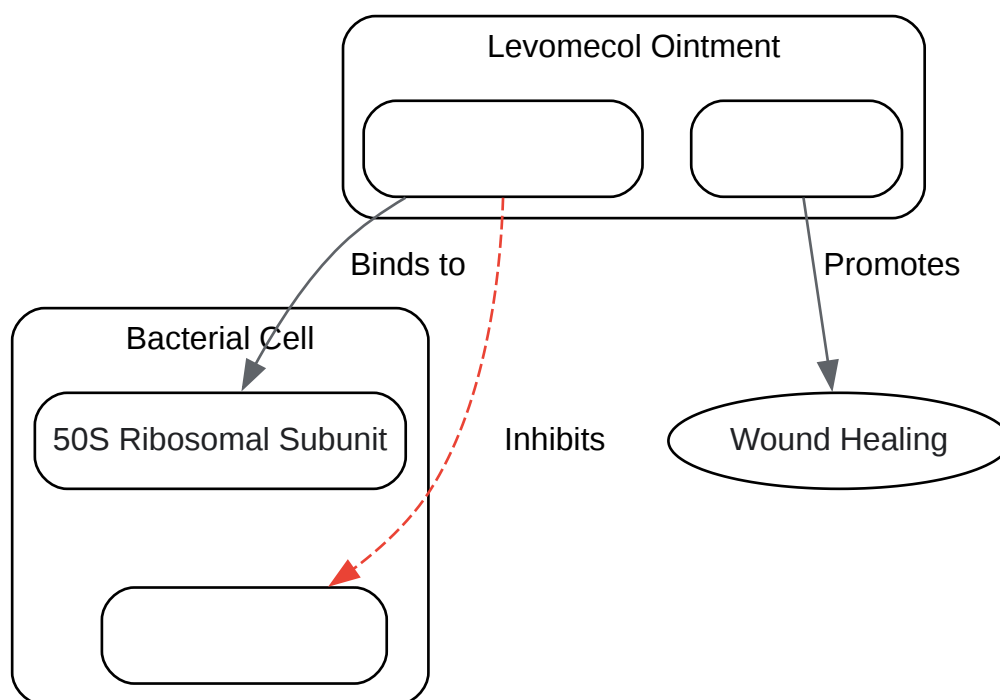 Levomecol Ointment
Binds to
Promotes
Bacterial Cell
50S Ribosomal Subunit
Inhibits
Wound Healing